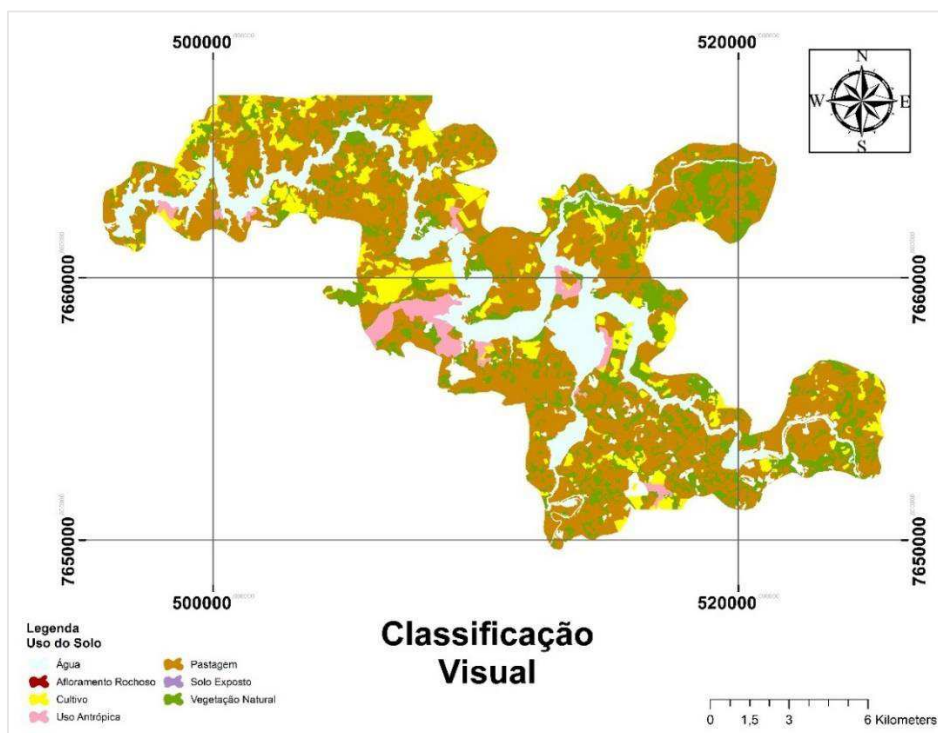 500000
520000
N
W
E
S
7660000
7660000
7650000
7650000
500000
520000
Classificação
Visual
Legenda
Uso do Solo
Água
Afloramento Rochoso
Cultivo
Uso Antrópica
Pastagem
Solo Exposto
Vegetação Natural
0 1,5 3 6 Kilometers